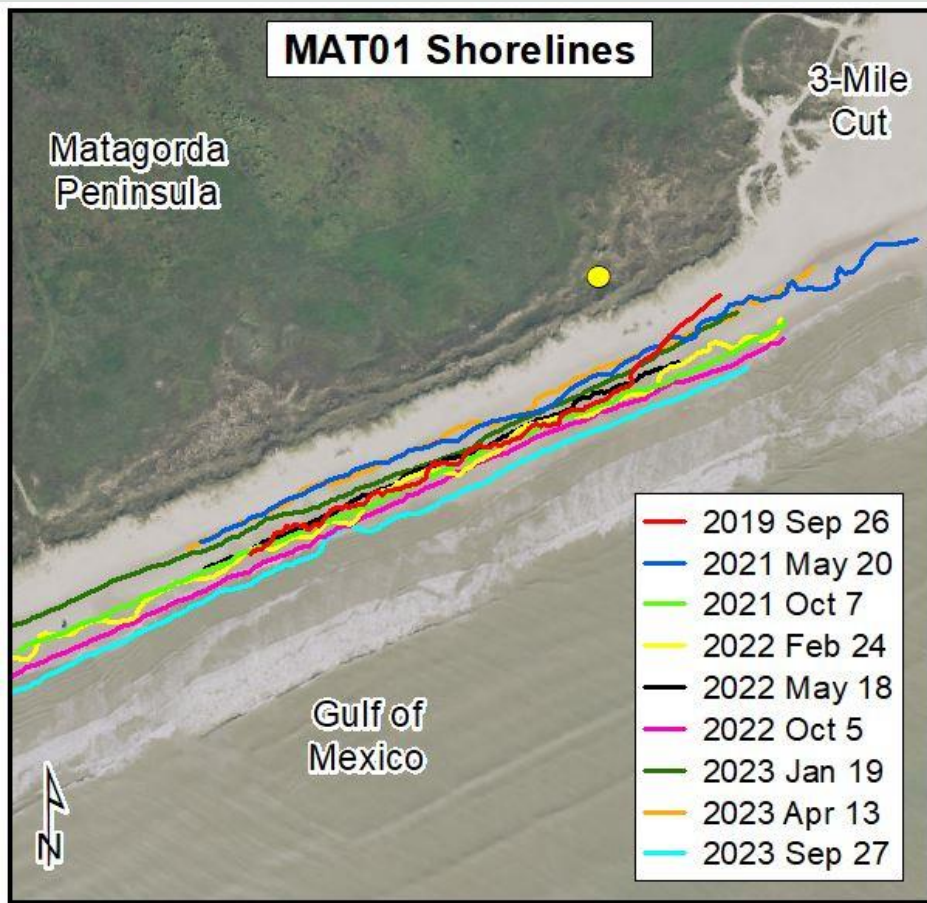 MAT01 Shorelines
3-Mile
Cut
Matagorda
Peninsula
2019 Sep 26
2021 May 20
2021 Oct 7
2022 Feb 24
2022 May 18
2022 Oct 5
2023 Jan 19
2023 Apr 13
2023 Sep 27
Gulf of
Mexico
N